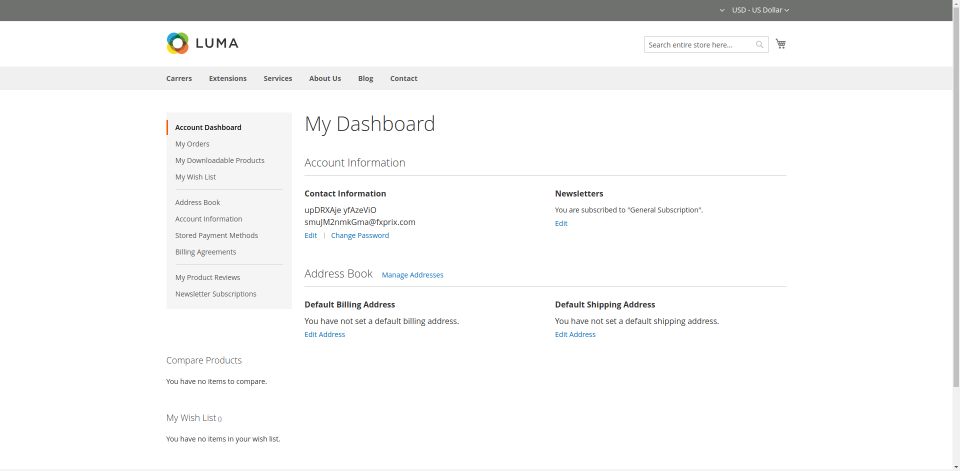 USD - US Dollar
LUMA
Search entire store here...
Carrers Extensions Services About Us Blog Contact
Account Dashboard
My Orders
My Downloadable Products
My Wish List
Address Book
Account Information
Stored Payment Methods
Billing Agreements
My Product Reviews
Newsletter Subscriptions
Compare Products
You have no items to compare.
My Wish List ()
You have no items in your wish list.
My Dashboard
Account Information
Contact Information
upDRXAje yfAzeViO
smuJM2nmkGma@fxprix.com
Edit | Change Password
Newsletters
You are subscribed to "General Subscription".
Edit
Address Book Manage Addresses
Default Billing Address
You have not set a default billing address.
Edit Address
Default Shipping Address
You have not set a default shipping address.
Edit Address